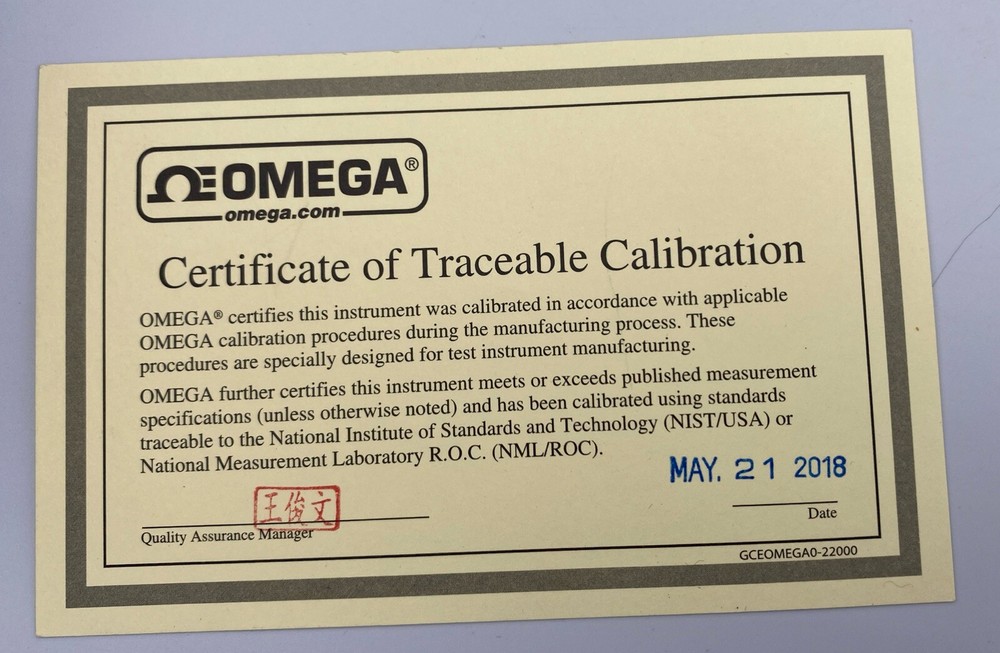 OMEGA®
omega.com
Certificate of Traceable Calibration
OMEGA® certifies this instrument was calibrated in accordance with applicable
OMEGA calibration procedures during the manufacturing process. These
procedures are specially designed for test instrument manufacturing.
OMEGA further certifies this instrument meets or exceeds published measurement
specifications (unless otherwise noted) and has been calibrated using standards
traceable to the National Institute of Standards and Technology (NIST/USA) or
National Measurement Laboratory R.O.C. (NML/ROC).
MAY. 21 2018
王俊文
Quality Assurance Manager
Date
GCEOMEGA0-22000